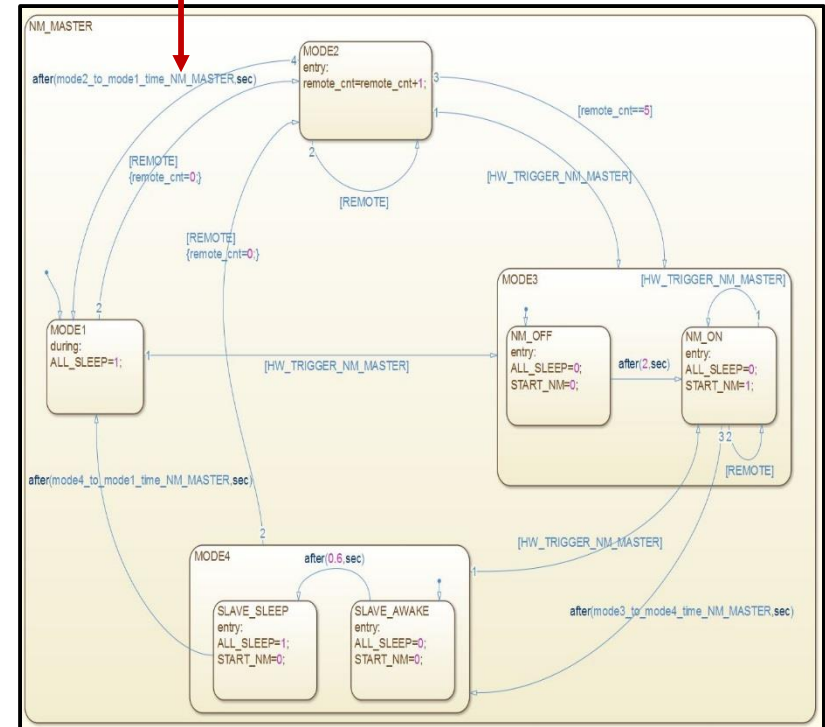 NM_MASTER
after(mode2_to_mode1_time_NM_MASTER,sec)
4
MODE2
entry:
remote_cnt=remote_cnt+1;
3
1
2
[REMOTE]
{remote_cnt=0;}
[REMOTE]
[remote_cnt==5]
[HW_TRIGGER_NM_MASTER]
[REMOTE]
{remote_cnt=0;}
MODE3
[HW_TRIGGER_NM_MASTER]
2
MODE1
during:
ALL_SLEEP=1;
1
[HW_TRIGGER_NM_MASTER]
NM_OFF
entry:
ALL_SLEEP=0;
START_NM=0;
after(2,sec)
1
NM_ON
entry:
ALL_SLEEP=0;
START_NM=1;
3 2
[REMOTE]
after(mode4_to_mode1_time_NM_MASTER,sec)
2
MODE4
after(0.6,sec)
1
[HW_TRIGGER_NM_MASTER]
SLAVE_SLEEP
entry:
ALL_SLEEP=1;
START_NM=0;
SLAVE_AWAKE
entry:
ALL_SLEEP=0;
START_NM=0;
after(mode3_to_mode4_time_NM_MASTER,sec)